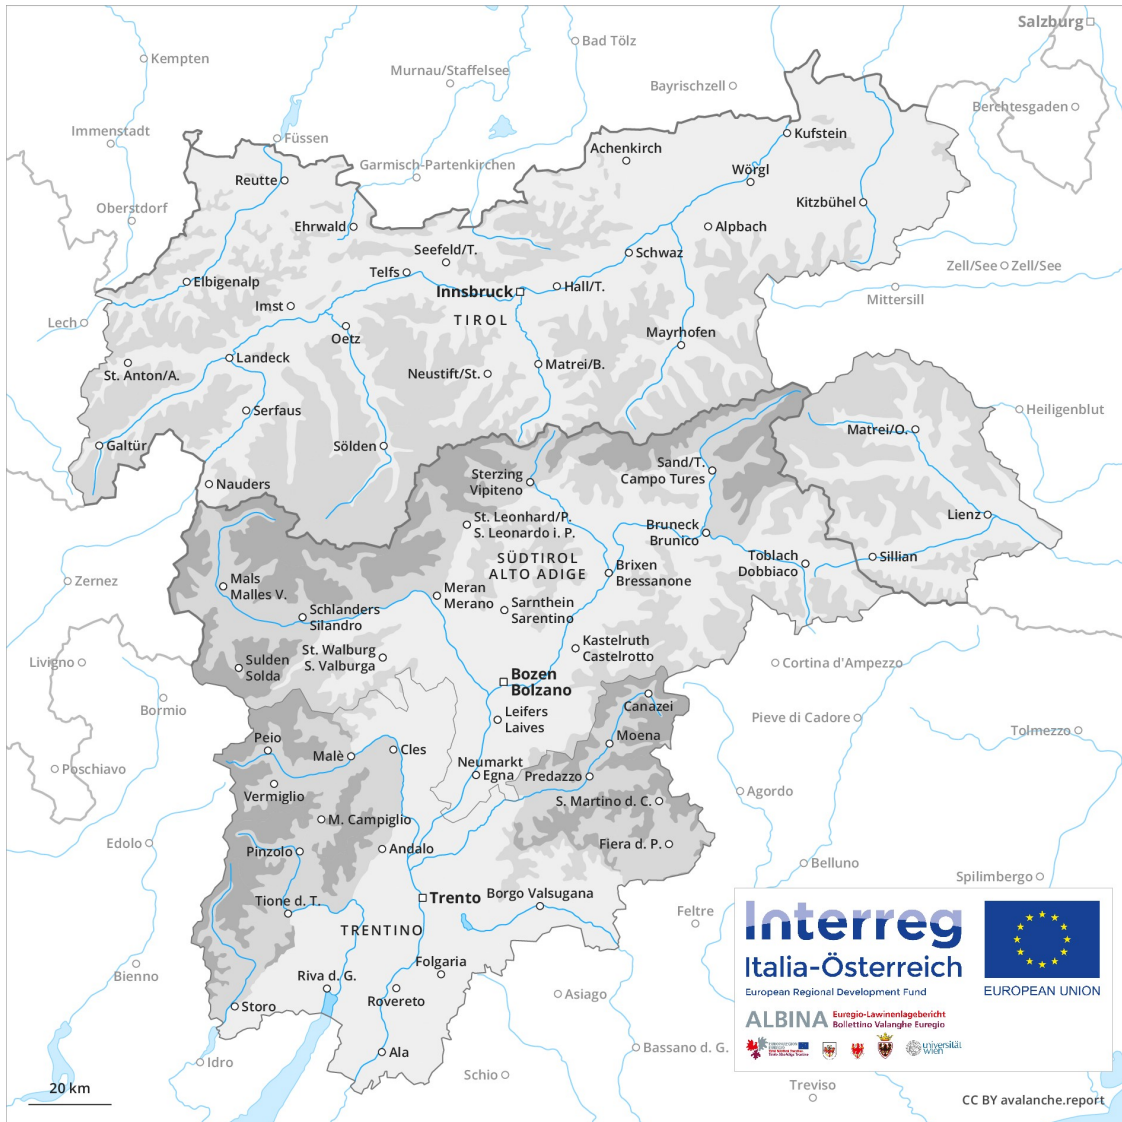 Salzburg
Bad Tölz
Kempten
Murnau/Staffelsee
Bayrischzell
Berchtesgaden
Immenstadt
Füssen
Kufstein
Achenkirch
Garmisch-Partenkirchen
Wörgl
Reutte
Kitzbühel
Oberstdorf
Ehrwald
Alpbach
Seefeld/T.
Schwaz
Telfs
Zell/See
Zell/See
Elbigenalp
Innsbruck
Hall/T.
Mittersill
Imst
Lech
TIROL
Oetz
Mayrhofen
Landeck
St. Anton/A.
Neustift/St.
Matrei/B.
Serfaus
Heiligenblut
Matrei/O.
Galtür
Sölden
Sterzing
Vipiteno
Sand/T.
Campo Tures
Nauders
St. Leonhard/P.
S. Leonardo i. P.
Bruneck
Brunico
Lienz
SÜDTIROL
ALTO ADIGE
Toblach
Dobbiaco
Sillian
Brixen
Bressanone
Zernez
Mals
Malles V.
Meran
Merano
Sarnthein
Sarentino
Schlanders
Silandro
Kastelruth
Castelrotto
St. Walburg
S. Valburga
Livigno
Sulden
Solda
Cortina d'Ampezzo
Bozen
Bolzano
Bormio
Canazei
Leifers
Laives
Pieve di Cadore
Tolmezzo
Peio
Moena
Malè
Cles
Poschiavo
Neumarkt
Egna
Predazzo
Vermiglio
Agordo
S. Martino d. C.
M. Campiglio
Edolo
Pinzolo
Andalo
Fiera d. P.
Belluno
Spilimbergo
Tione d. T.
Trento
Borgo Valsugana
Feltre
TRENTINO
Bienno
Riva d. G.
Folgaria
Rovereto
Asiago
Storo
Idro
Ala
Schio
Bassano d. G.
Treviso
Interreg
Italia-Österreich
European Regional Development Fund
EUROPEAN UNION
ALBINA
Euregio-Lawinenlagebericht
Bollettino Valanghe Euregio
universität
wien
20 km
CC BY avalanche.report